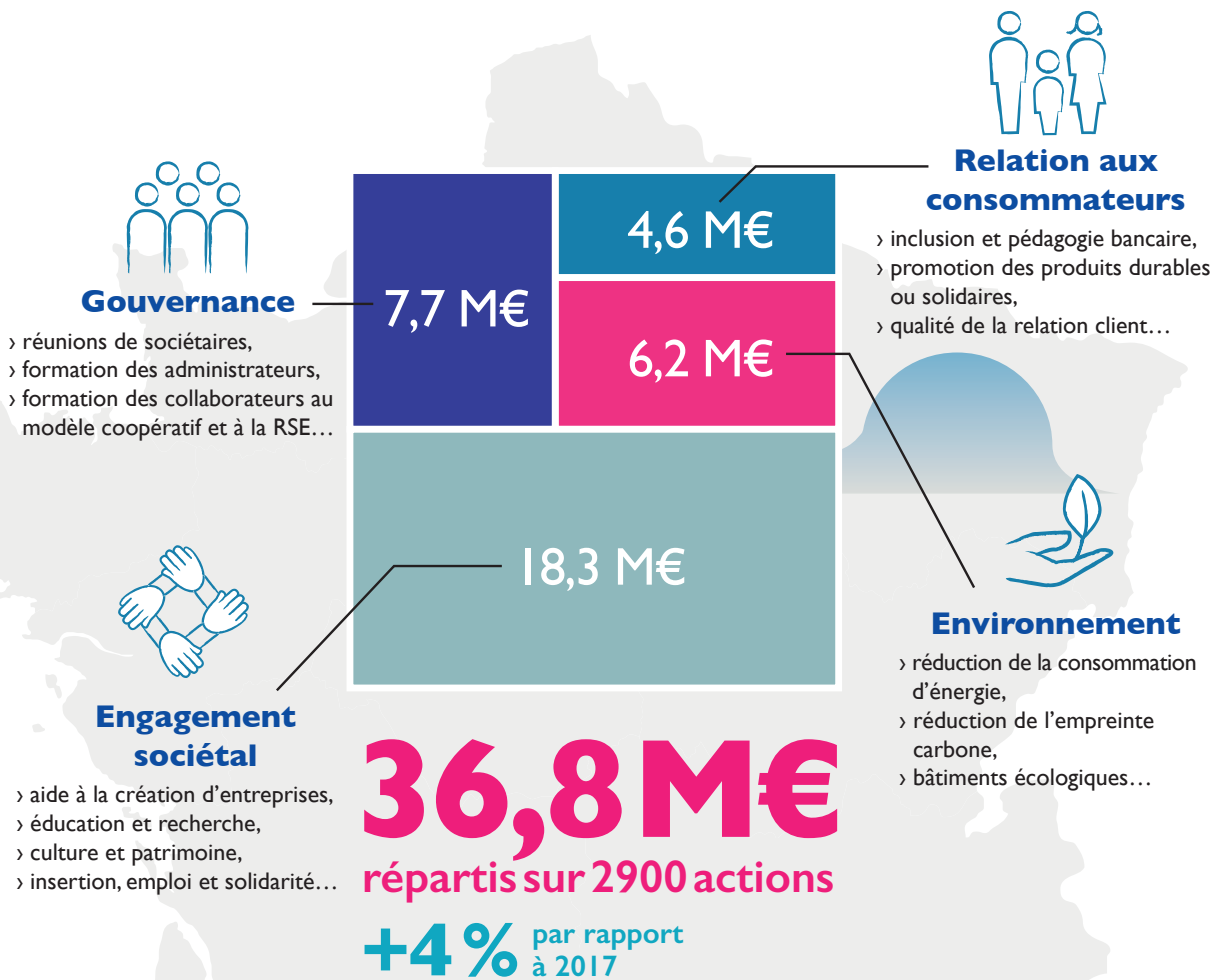 Gouvernance
› réunions de sociétaires,
› formation des administrateurs,
› formation des collaborateurs au
modèle coopératif et à la RSE…
7,7 M€
4,6 M€
Relation aux
consommateurs
› inclusion et pédagogie bancaire,
› promotion des produits durables
ou solidaires,
› qualité de la relation client…
6,2 M€
18,3 M€
Engagement
sociétal
› aide à la création d’entreprises,
› éducation et recherche,
› culture et patrimoine,
› insertion, emploi et solidarité…
Environnement
› réduction de la consommation
d’énergie,
› réduction de l’empreinte
carbone,
› bâtiments écologiques…
36,8 M€
répartis sur 2900 actions
+4 % par rapport
à 2017